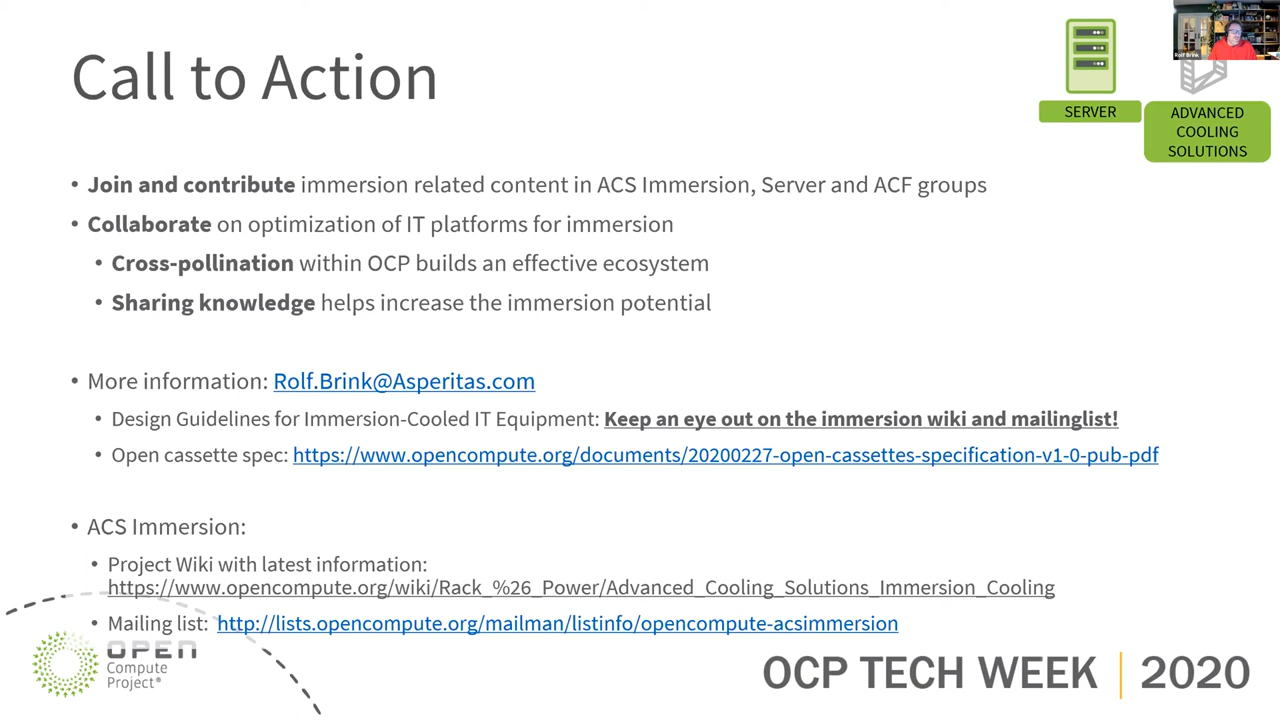 Call to Action
Rolf Brink
SERVER
ADVANCED
COOLING
SOLUTIONS
• Join and contribute immersion related content in ACS Immersion, Server and ACF groups
• Collaborate on optimization of IT platforms for immersion
• Cross-pollination within OCP builds an effective ecosystem
• Sharing knowledge helps increase the immersion potential
• More information: Rolf.Brink@Asperitas.com
• Design Guidelines for Immersion-Cooled IT Equipment: Keep an eye out on the immersion wiki and mailinglist!
• Open cassette spec: https://www.opencompute.org/documents/20200227-open-cassettes-specification-v1-0-pub-pdf
• ACS Immersion:
• Project Wiki with latest information:
https://www.opencompute.org/wiki/Rack_%26_Power/Advanced_Cooling_Solutions_Immersion_Cooling
• Mailing list: http://lists.opencompute.org/mailman/listinfo/opencompute-acsimmersion
OPEN
Compute
Project®
OCP TECH WEEK | 2020